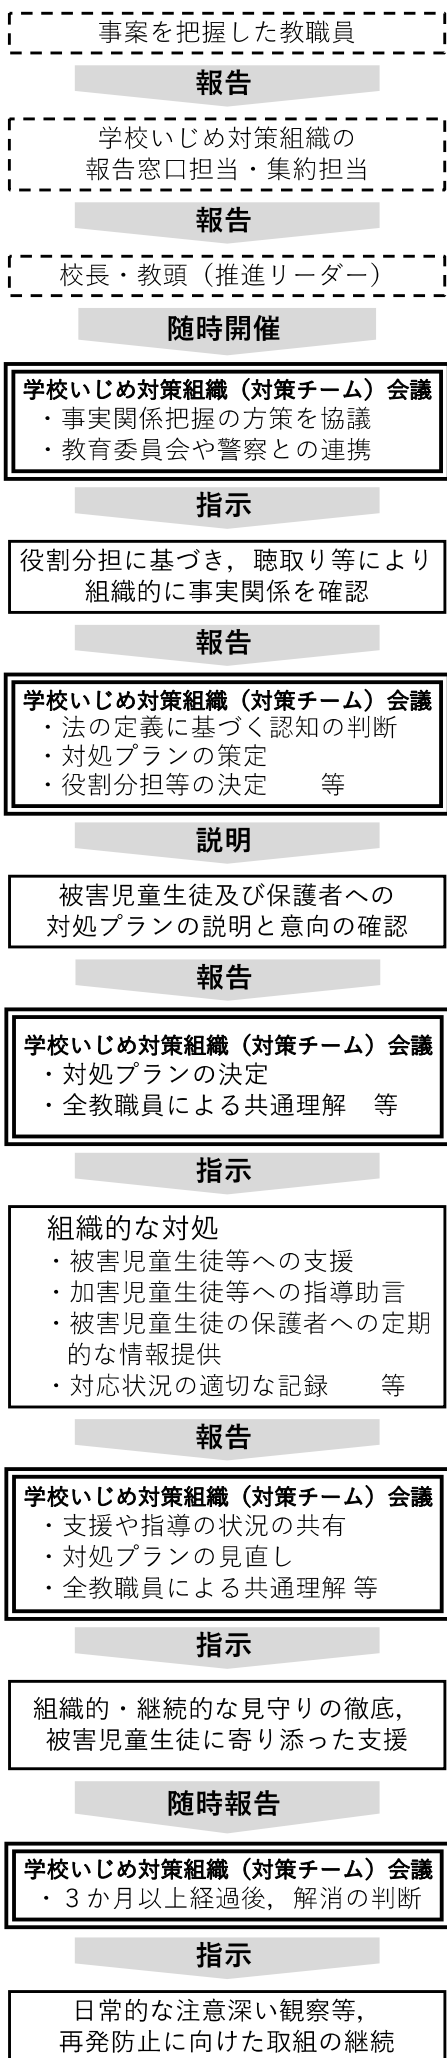 事案を把握した教職員
報告
学校いじめ対策組織の
報告窓口担当・集約担当
報告
校長・教頭（推進リーダー）
随時開催
学校いじめ対策組織（対策チーム）会議
・事実関係把握の方策を協議
・教育委員会や警察との連携
指示
役割分担に基づき，聴取り等により
組織的に事実関係を確認
報告
学校いじめ対策組織（対策チーム）会議
・法の定義に基づく認知の判断
・対処プランの策定
・役割分担等の決定　　等
説明
被害児童生徒及び保護者への
対処プランの説明と意向の確認
報告
学校いじめ対策組織（対策チーム）会議
・対処プランの決定
・全教職員による共通理解　等
指示
組織的な対処
・被害児童生徒等への支援
・加害児童生徒等への指導助言
・被害児童生徒の保護者への定期
的な情報提供
・対応状況の適切な記録　　等
報告
学校いじめ対策組織（対策チーム）会議
・支援や指導の状況の共有
・対処プランの見直し
・全教職員による共通理解 等
指示
組織的・継続的な見守りの徹底，
被害児童生徒に寄り添った支援
随時報告
学校いじめ対策組織（対策チーム）会議
・３か月以上経過後，解消の判断
指示
日常的な注意深い観察等，
再発防止に向けた取組の継続